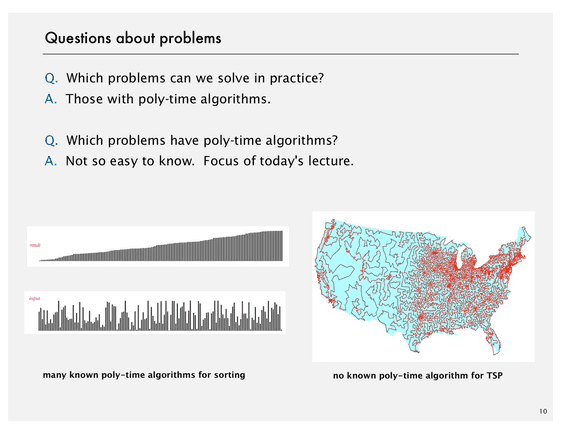 Questions about problems
Q. Which problems can we solve in practice?
A. Those with poly-time algorithms.
Q. Which problems have poly-time algorithms?
A. Not so easy to know. Focus of today's lecture.
many known poly-time algorithms for sorting
no known poly-time algorithm for TSP
10